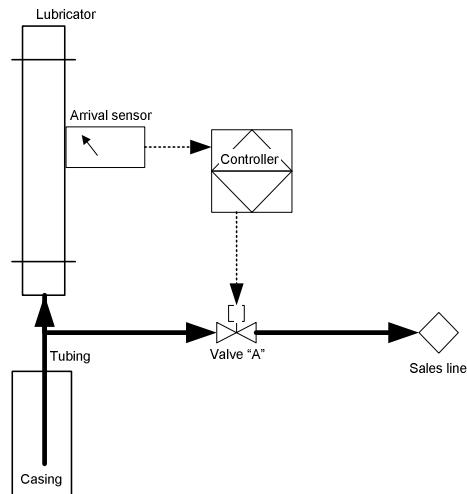 Lubricator
Arrival sensor
Controller
Valve “A”
Tubing
Sales line
Casing